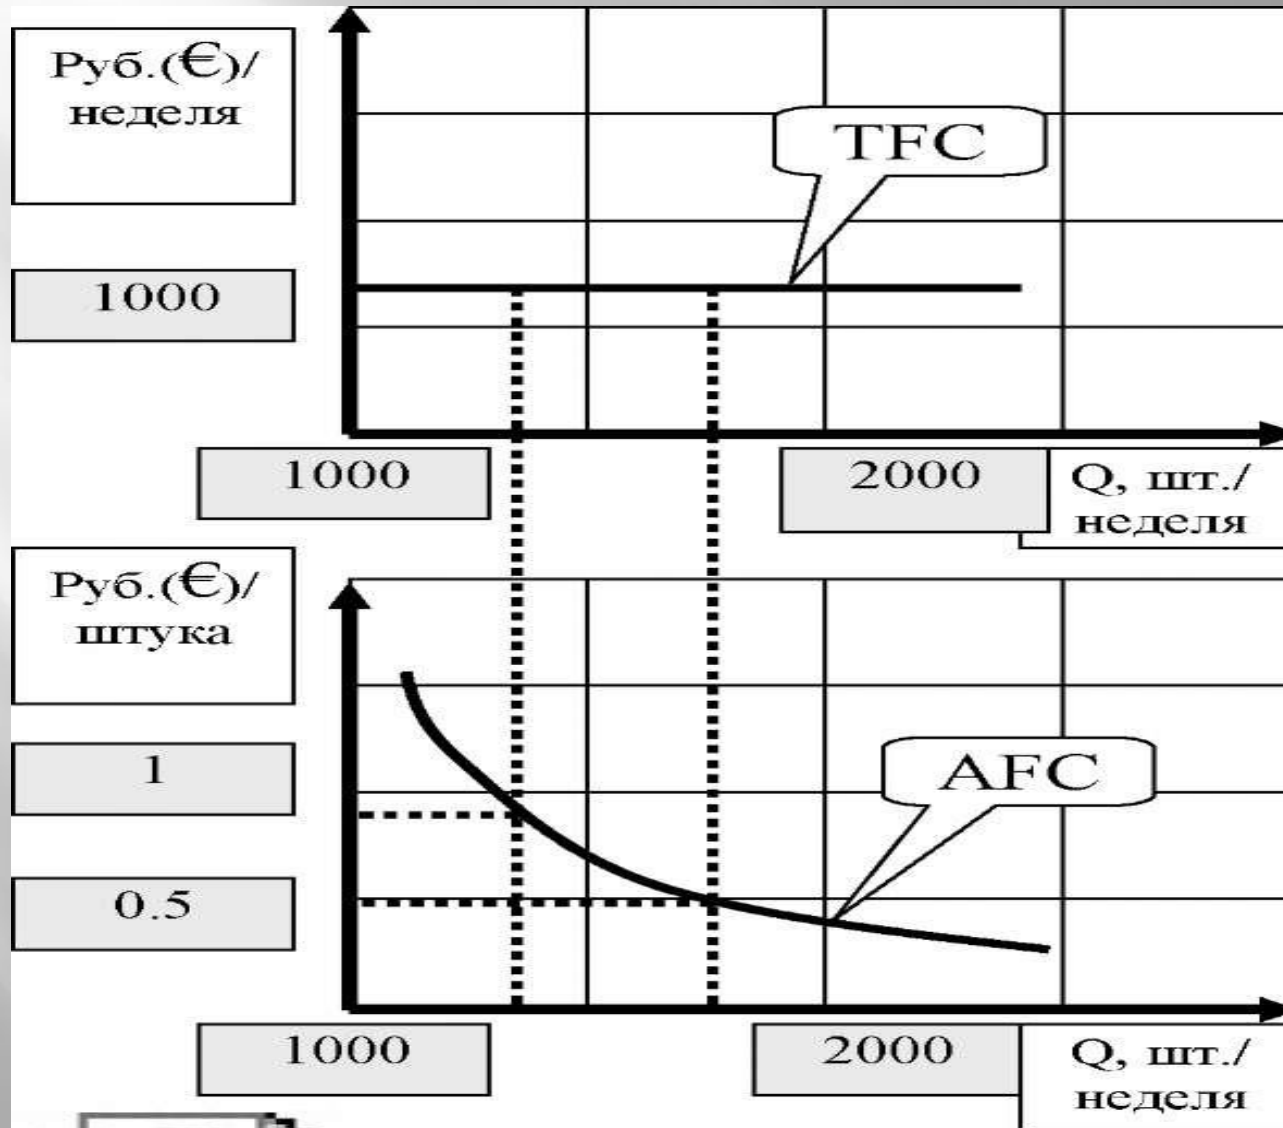 Руб.(€)/
неделя
TFC
1000
1000
2000
Q, шт./
неделя
Руб.(€)/
штука
1
AFC
0.5
1000
2000
Q, шт./
неделя